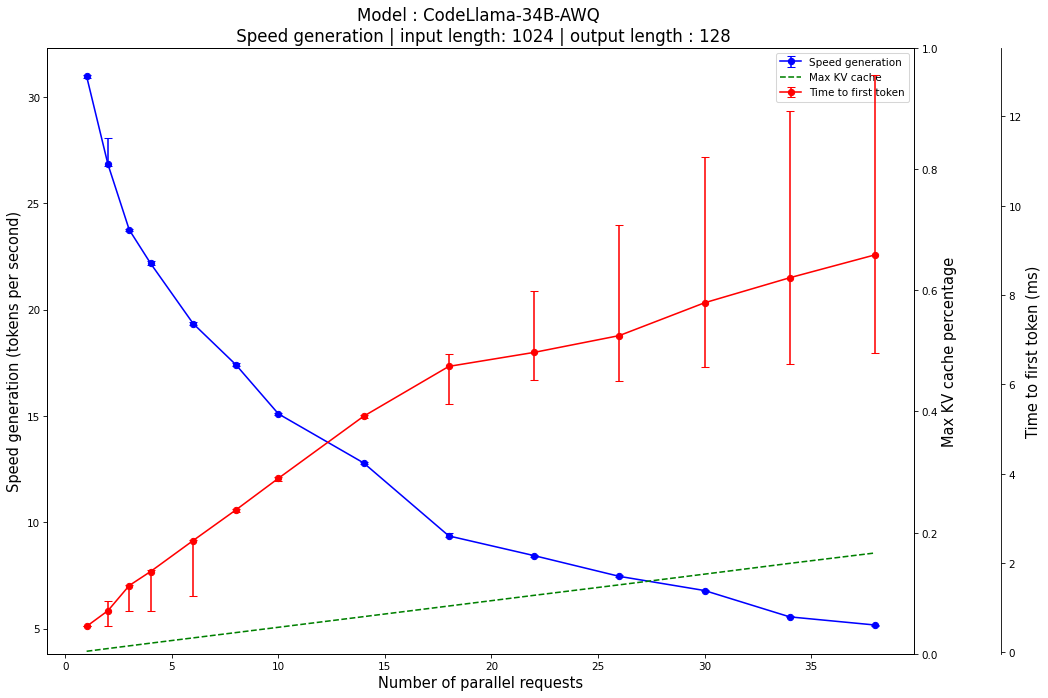 Model : CodeLlama-34B-AWQ
Speed generation | input length: 1024 | output length : 128
Speed generation
Max KV cache
Time to first token
Speed generation (tokens per second)
30
25
20
15
10
5
0 5 10 15 20 25 30 35
Number of parallel requests
1.0
0.8
0.6
0.4
0.2
0.0
Max KV cache percentage
12
10
8
6
4
2
0
Time to first token (ms)